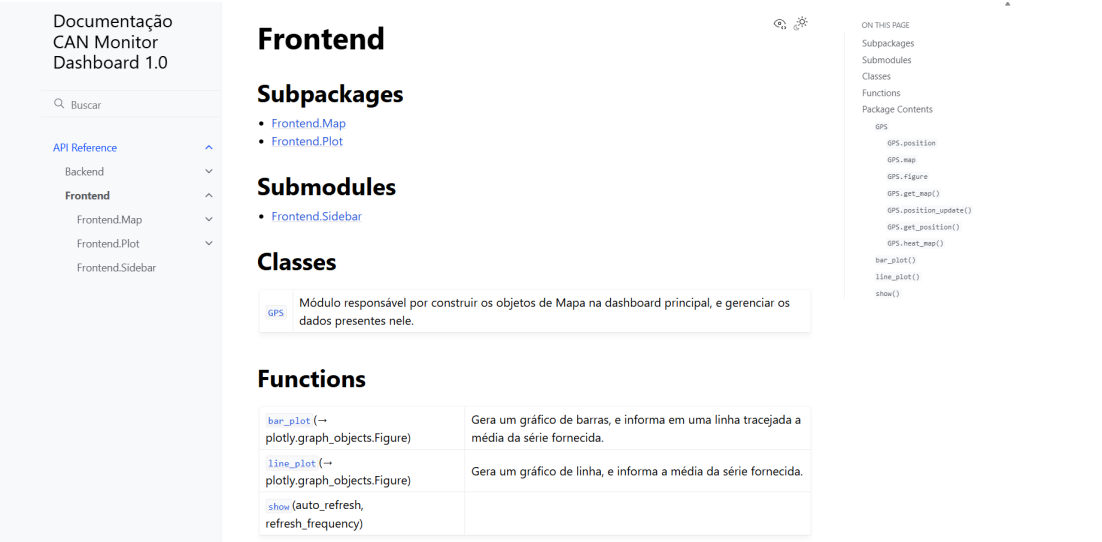 Documentação
CAN Monitor
Dashboard 1.0
Buscar
API Reference
Backend
Frontend
Frontend.Map
Frontend.Plot
Frontend.Sidebar
Frontend
Subpackages
Frontend.Map
Frontend.Plot
Submodules
Frontend.Sidebar
Classes
GPS
Módulo responsável por construir os objetos de Mapa na dashboard principal, e gerenciar os
dados presentes nele.
Functions
bar_plot (→
plotly.graph_objects.Figure)
Gera um gráfico de barras, e informa em uma linha tracejada a
média da série fornecida.
line_plot (→
plotly.graph_objects.Figure)
Gera um gráfico de linha, e informa a média da série fornecida.
show (auto_refresh,
refresh_frequency)
ON THIS PAGE
Subpackages
Submodules
Classes
Functions
Package Contents
GPS
GPS.position
GPS.map
GPS.figure
GPS.get_map()
GPS.position_update()
GPS.get_position()
GPS.heat_map()
bar_plot()
line_plot()
show()